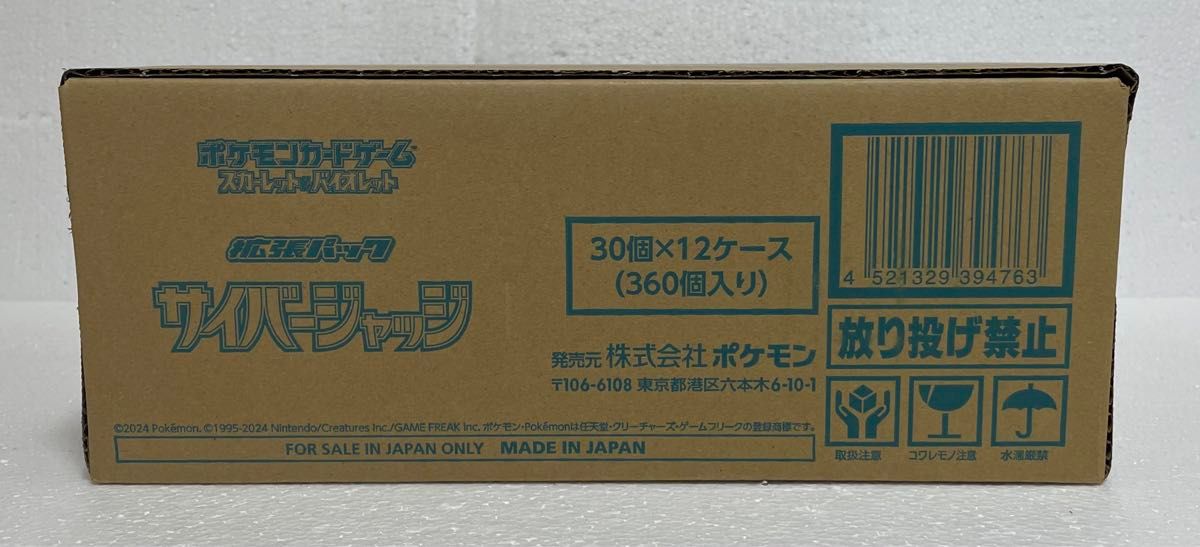 ポケモンカードゲーム
スカーレット&バイオレット
拡張パック
サイバージャッジ
30個×12ケース
(360個入り)
発売元 株式会社 ポケモン
〒106-6108 東京都港区六本木6-10-1
4 521329 394763
放り投げ禁止
取扱注意
コワレモノ注意
水濡厳禁
©2024 Pokémon. ©1995-2024 Nintendo/Creatures Inc./GAME FREAK Inc. ポケモン・Pokémonは任天堂・クリーチャーズ・ゲームフリークの登録商標です。
FOR SALE IN JAPAN ONLY MADE IN JAPAN